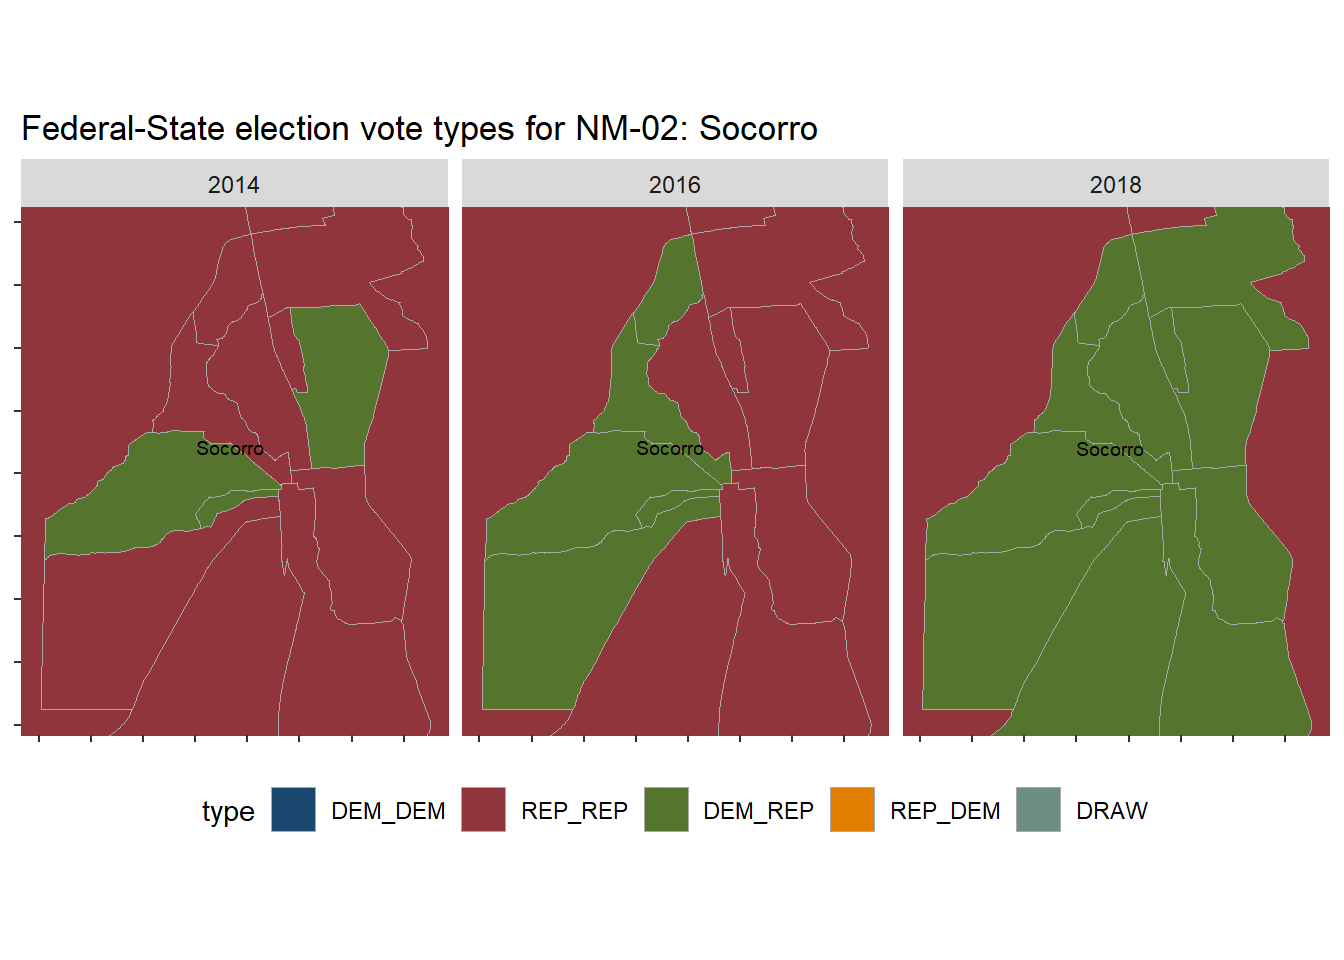 Federal-State election vote types for NM-02: Socorro
2014 2016 2018
Socorro Socorro Socorro
type DEM_DEM REP_REP DEM_REP REP_DEM DRAW